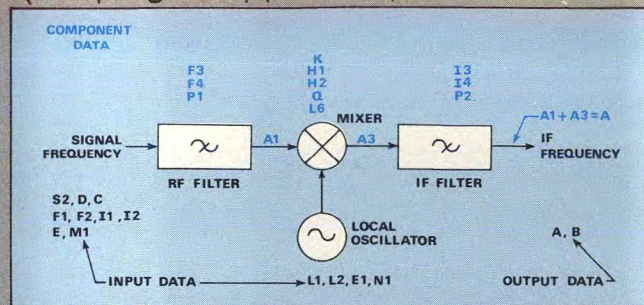 COMPONENT
DATA
F3
F4
P1
K
H1
H2
Q
L6
I3
I4
P2
MIXER
SIGNAL
FREQUENCY
A1
A3
A1+A3=A
IF
FREQUENCY
RF FILTER
IF FILTER
S2, D, C
F1, F2, I1, I2
E, M1
LOCAL
OSCILLATOR
A, B
INPUT DATA
L1, L2, E1, N1
OUTPUT DATA